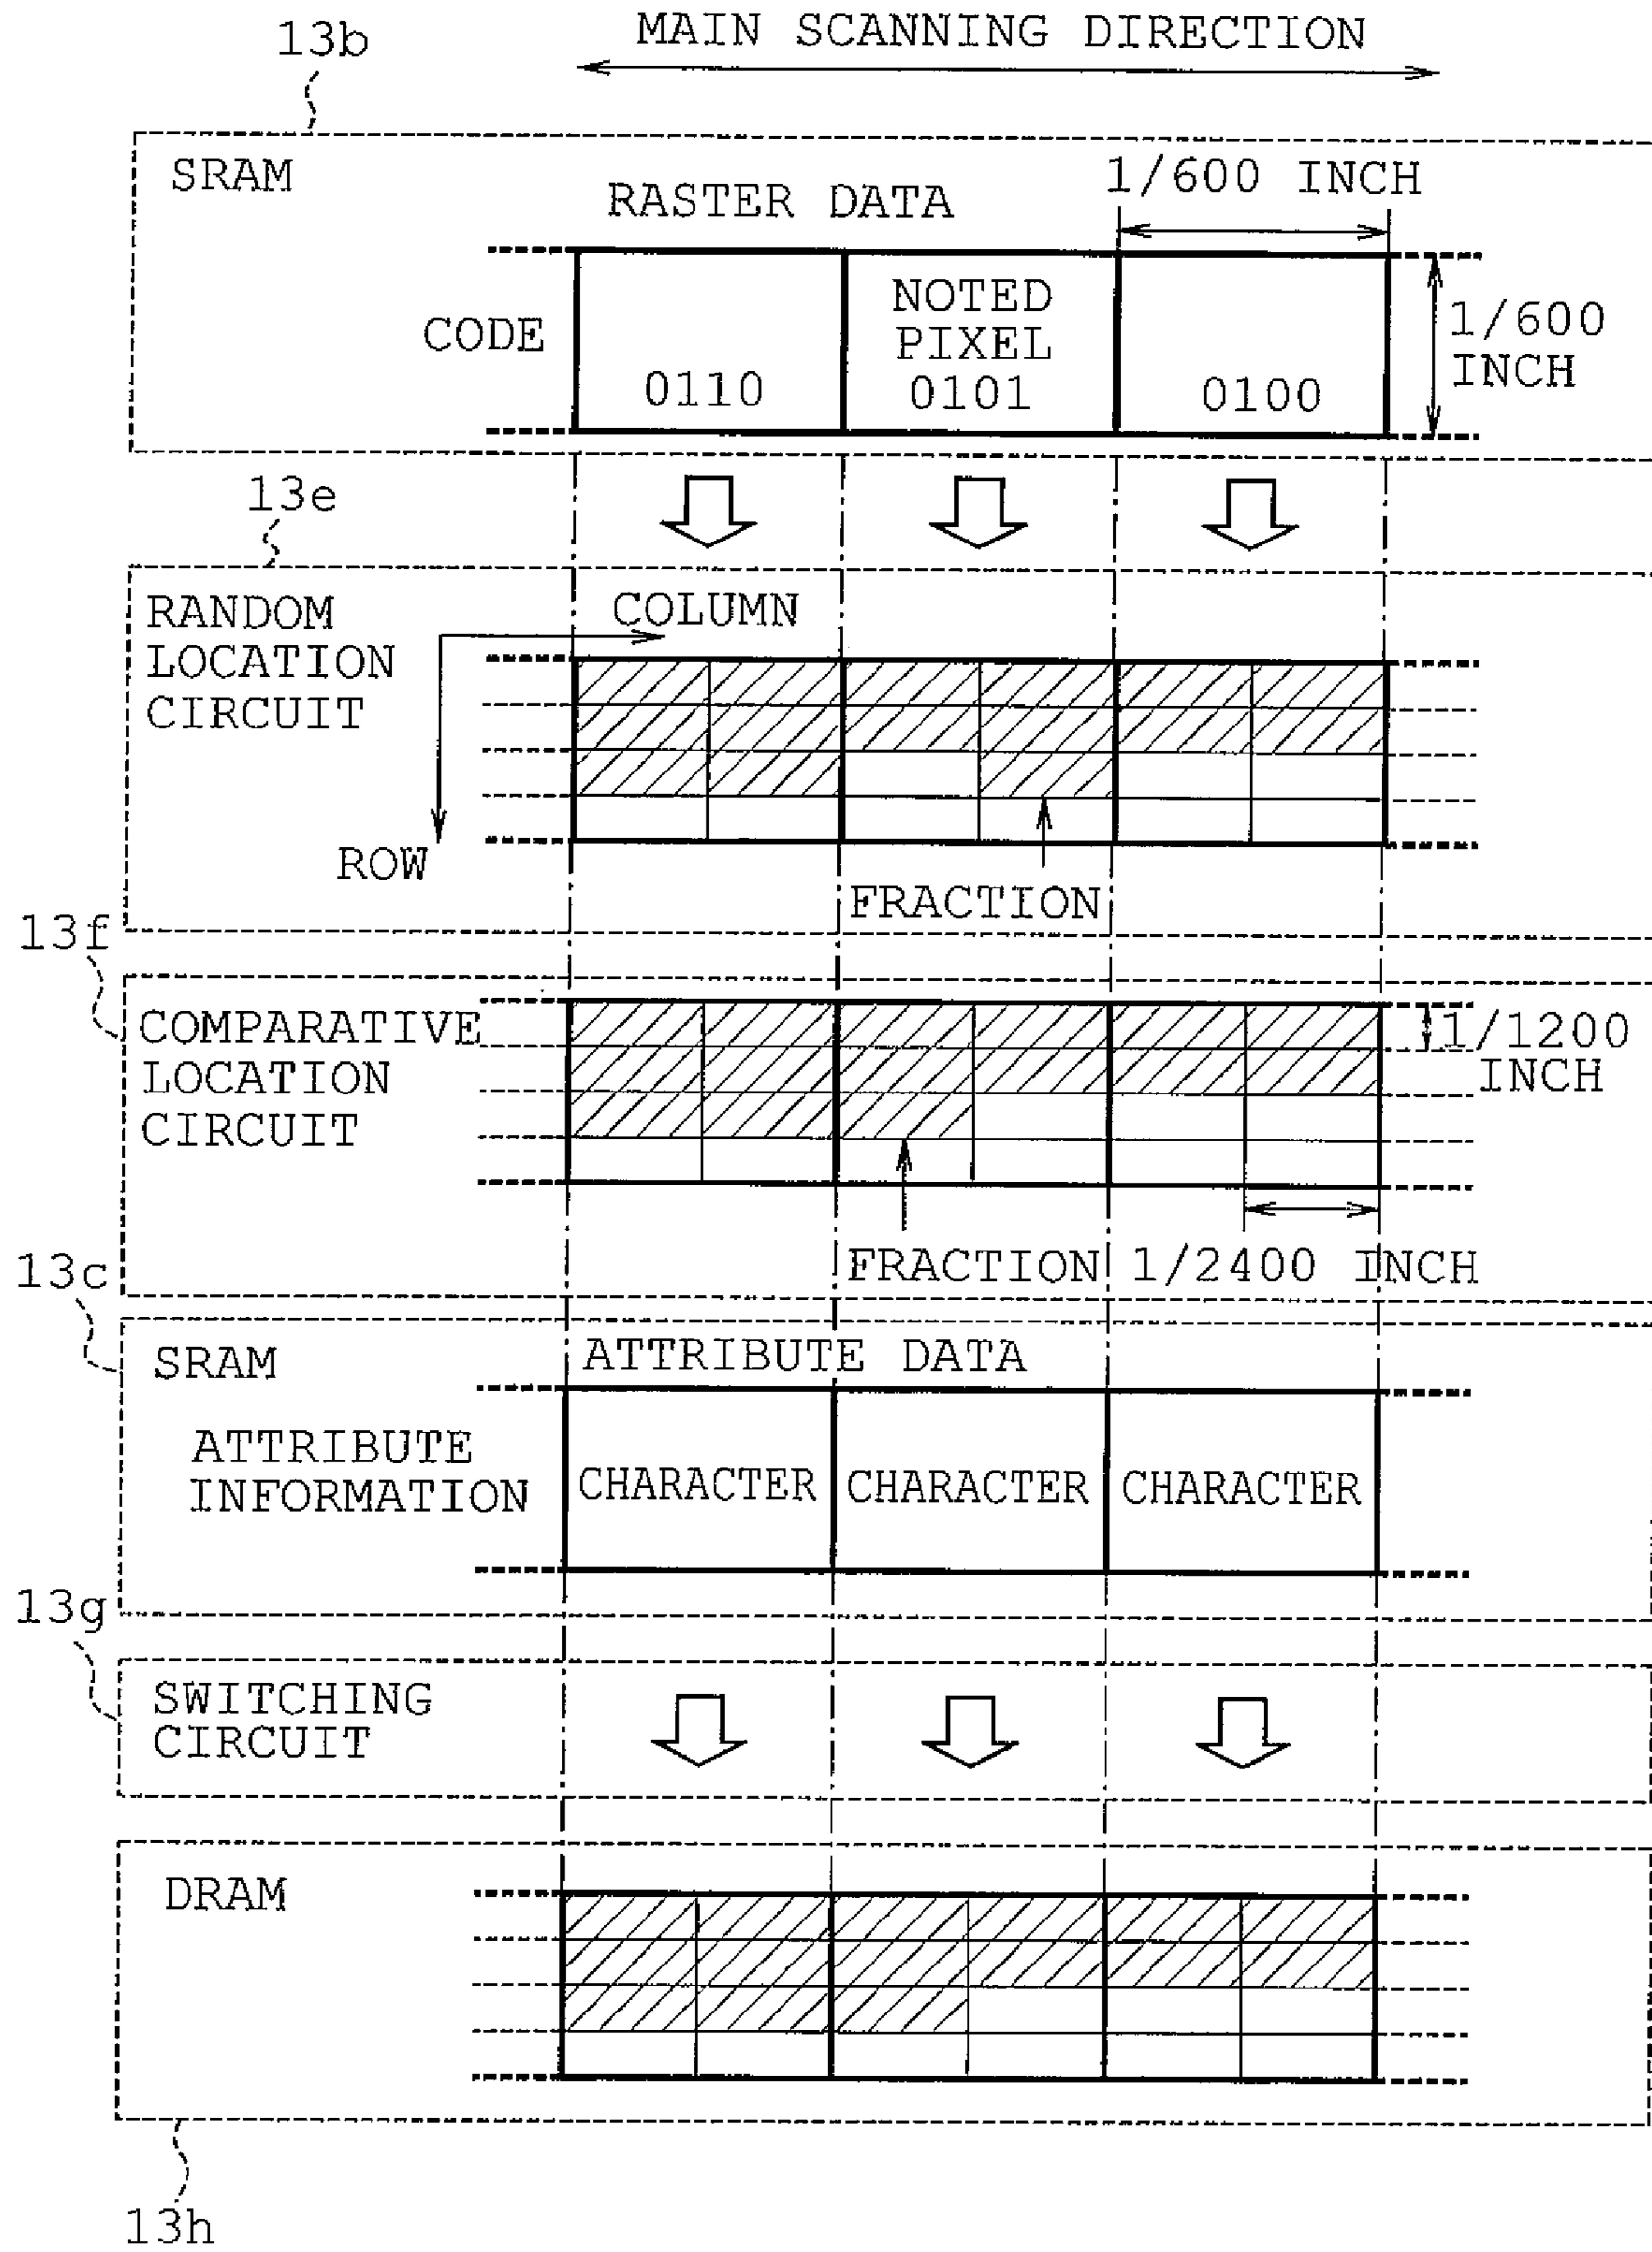 MAIN SCANNING DIRECTION
13b
SRAM
RASTER DATA
1/600 INCH
CODE
0110
NOTED
PIXEL
0101
0100
1/600
INCH
13e
RANDOM
LOCATION
CIRCUIT
COLUMN
ROW
FRACTION
13f
COMPARATIVE
LOCATION
CIRCUIT
1/1200
INCH
FRACTION
1/2400 INCH
13c
SRAM
ATTRIBUTE DATA
ATTRIBUTE
INFORMATION
CHARACTER
CHARACTER
CHARACTER
13g
SWITCHING
CIRCUIT
DRAM
13h